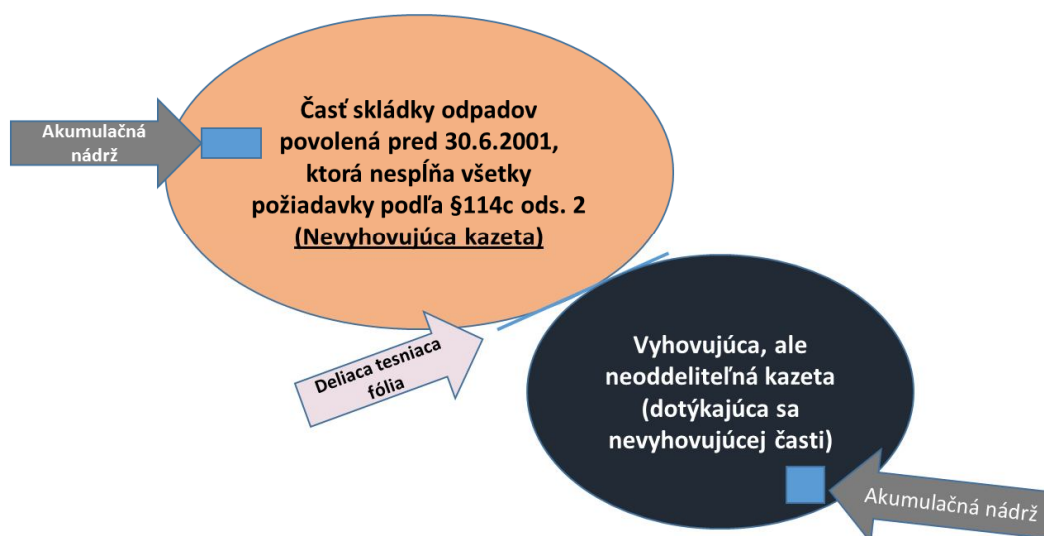 Akumulačná
nádrž
Časť skládky odpadov
povolená pred 30.6.2001,
ktorá nespĺňa všetky
požiadavky podľa §114c ods. 2
(Nevyhovujúca kazeta)
Deliaca tesniaca
fólia
Vyhovujúca, ale
neoddeliteľná kazeta
(dotýkajúca sa
nevyhovujúcej časti)
Akumulačná nádrž